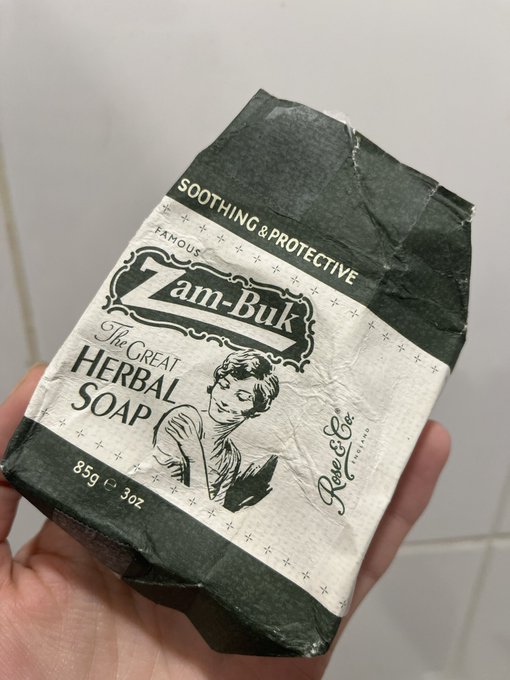 SOOTHING & PROTECTIVE
FAMOUS
Zam-Buk
The GREAT
HERBAL
SOAP
Rose & Co.®
ENGLAND
85g ℮ 3oz